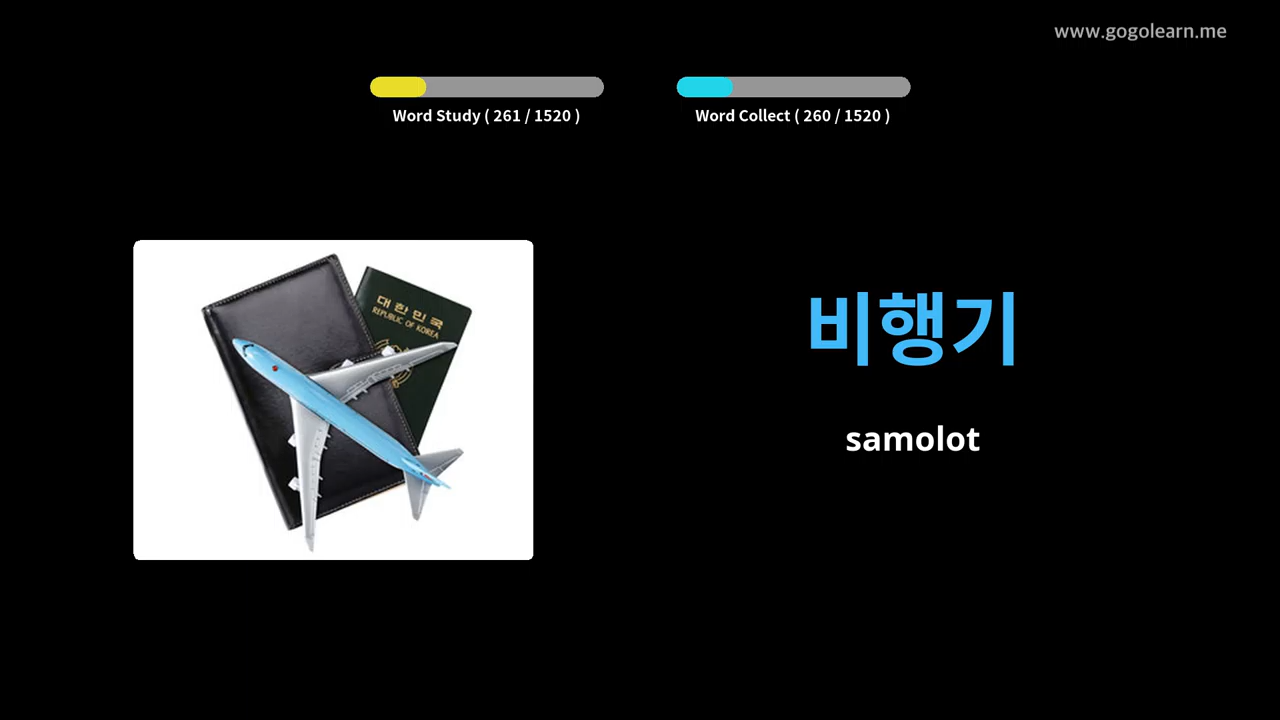 www.gogolearn.me
Word Study ( 261 / 1520 )
Word Collect ( 260 / 1520 )
대한민국
REPUBLIC OF KOREA
비행기
samolot